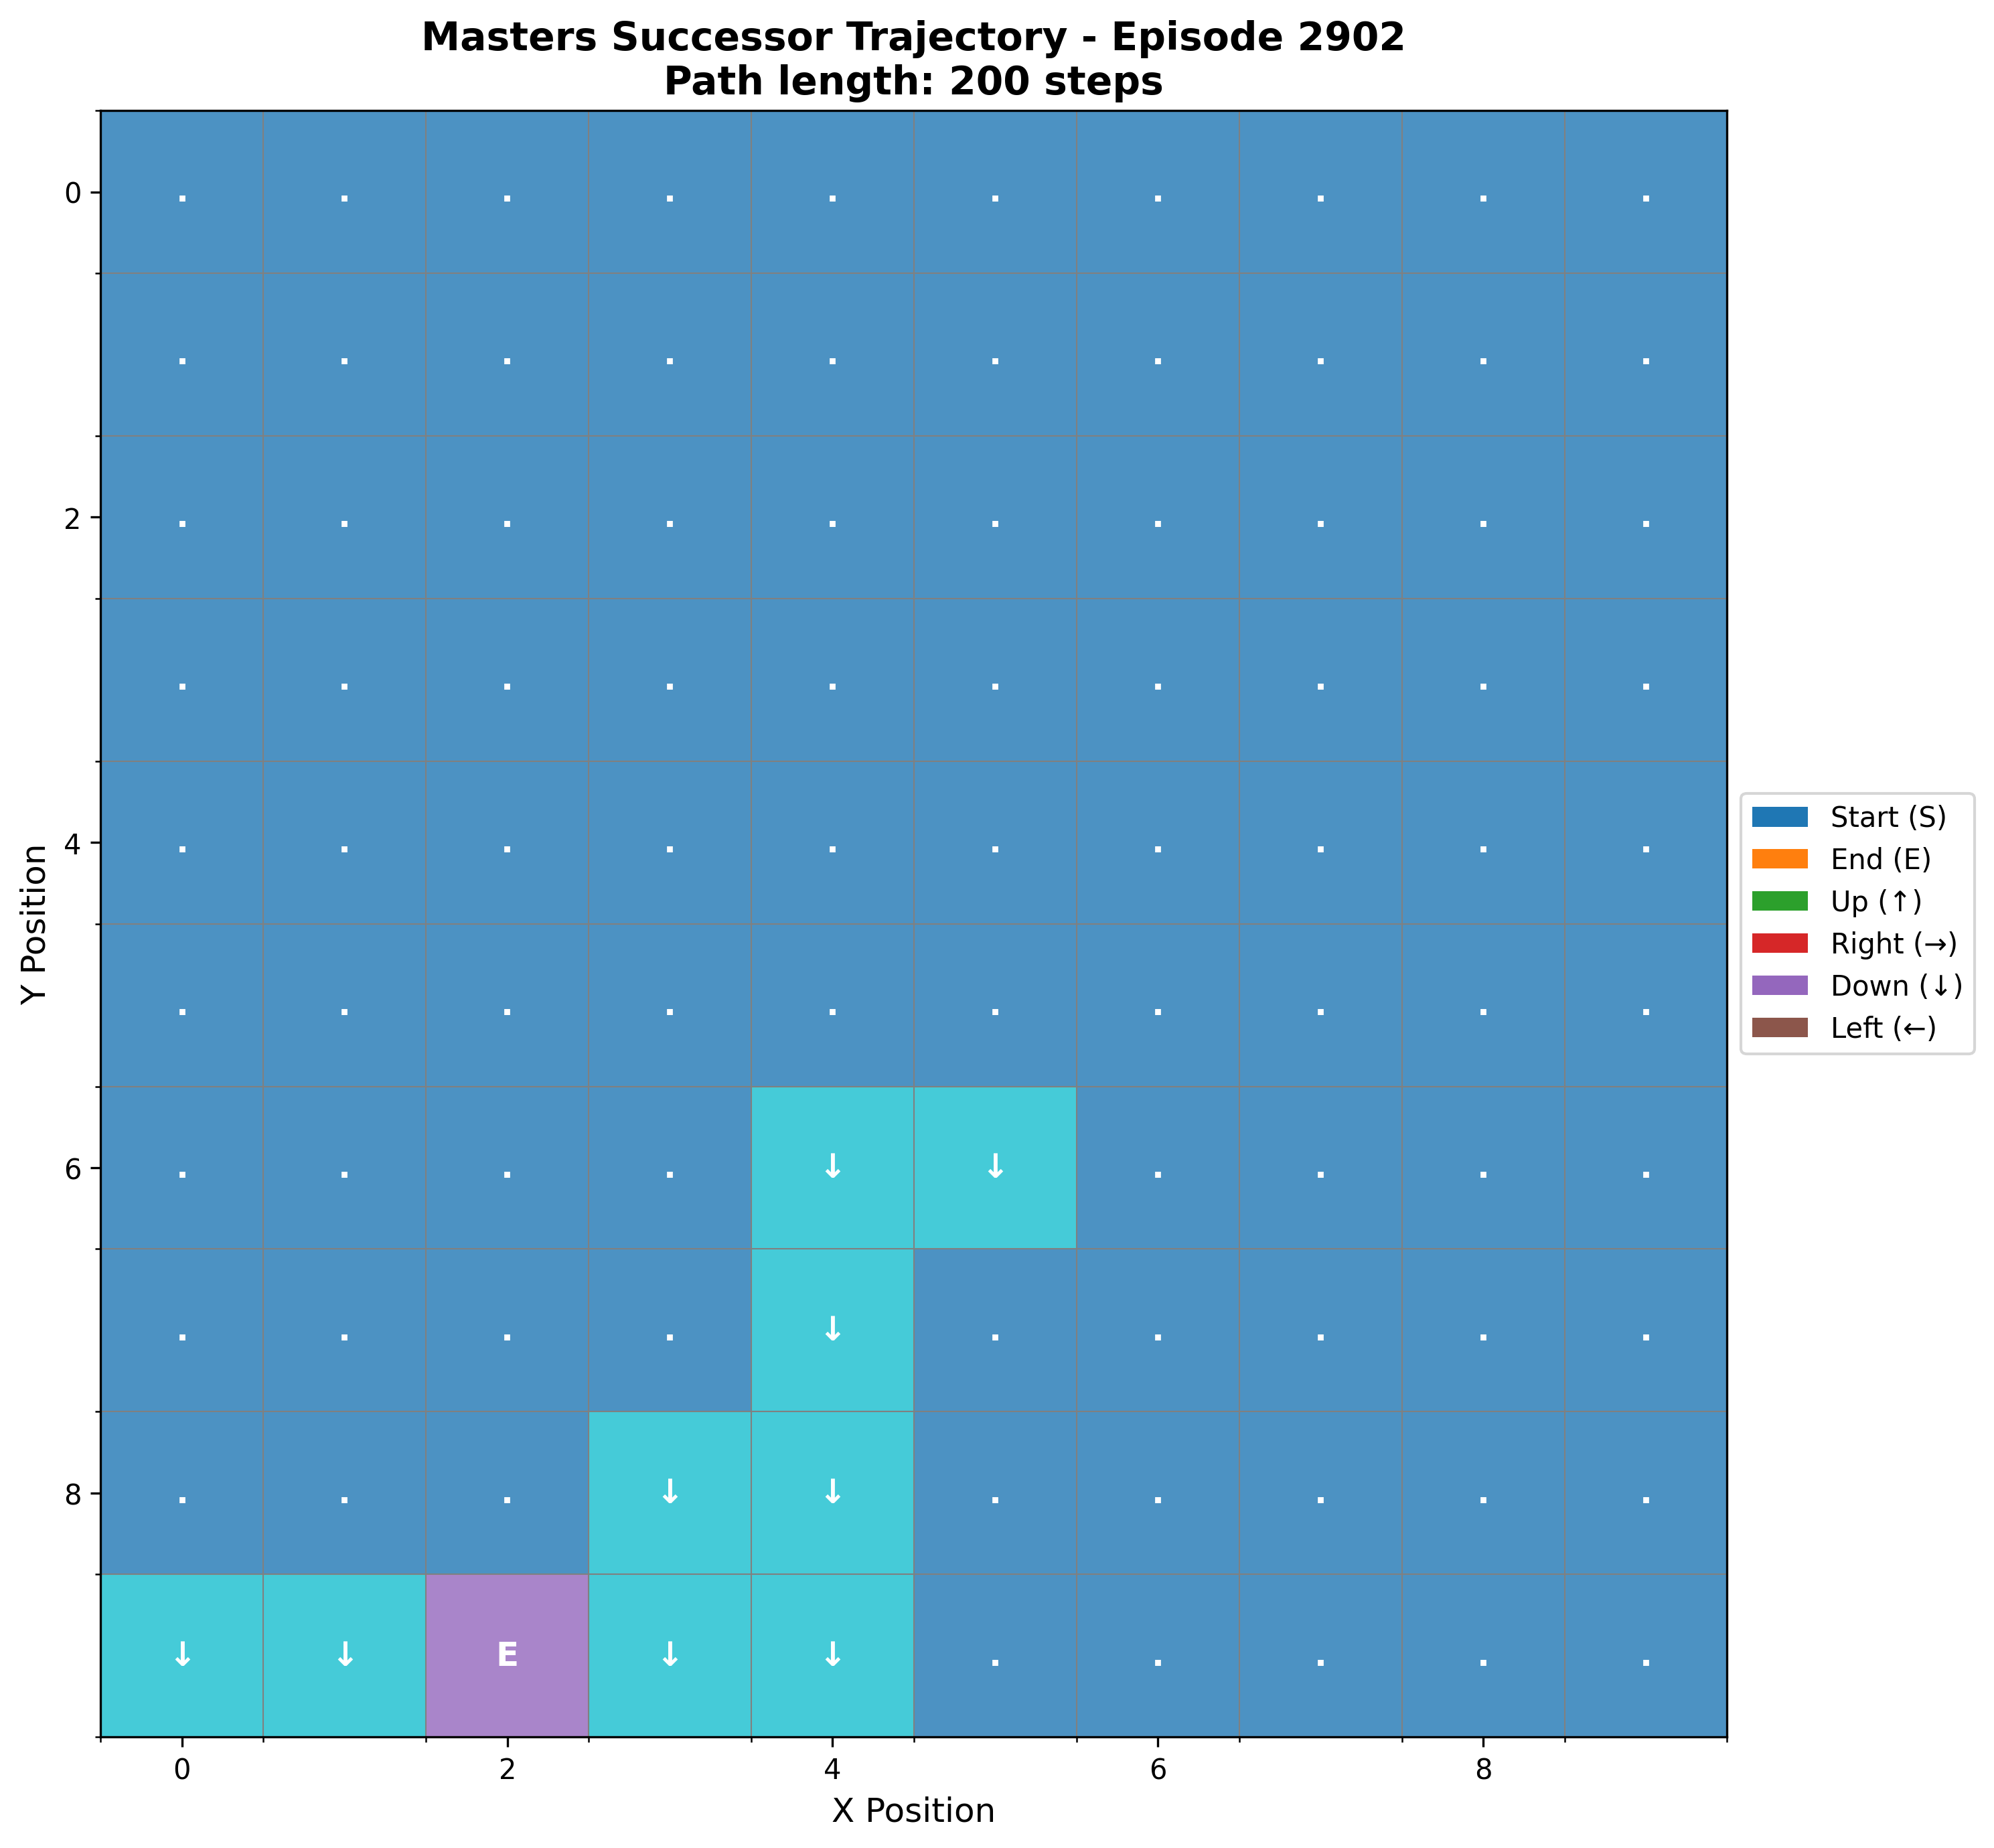 Masters Successor Trajectory - Episode 2902
Path length: 200 steps
Y Position
0
. . . . . . . . . .
. . . . . . . . . .
2
. . . . . . . . . .
. . . . . . . . . .
4
. . . . . . . . . .
. . . . . . . . . .
6
. . . . ↓ ↓ . . . .
. . . . ↓ . . . . .
8
. . . ↓ ↓ . . . . .
↓ ↓ E ↓ ↓ . . . . .
0 2 4 6 8
X Position
Start (S)
End (E)
Up (↑)
Right (→)
Down (↓)
Left (←)